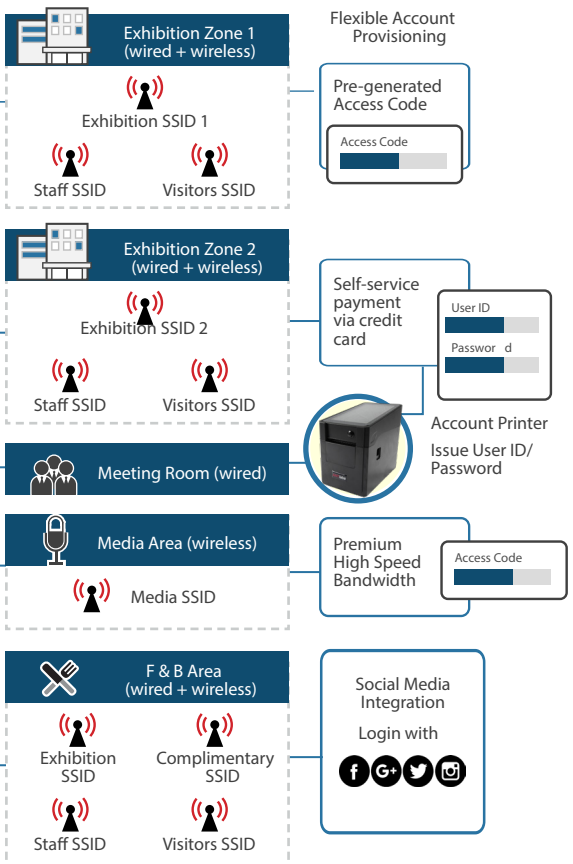 Exhibition Zone 1
(wired + wireless)
Exhibition SSID 1
Staff SSID
Visitors SSID
Flexible Account
Provisioning
Pre-generated
Access Code
Access Code
Exhibition Zone 2
(wired + wireless)
Exhibition SSID 2
Staff SSID
Visitors SSID
Self-service
payment
via credit
card
User ID
Passwor d
Meeting Room (wired)
Account Printer
Issue User ID/
Password
Media Area (wireless)
Media SSID
Premium
High Speed
Bandwidth
Access Code
F & B Area
(wired + wireless)
Exhibition
SSID
Complimentary
SSID
Staff SSID
Visitors SSID
Social Media
Integration
Login with
f G+